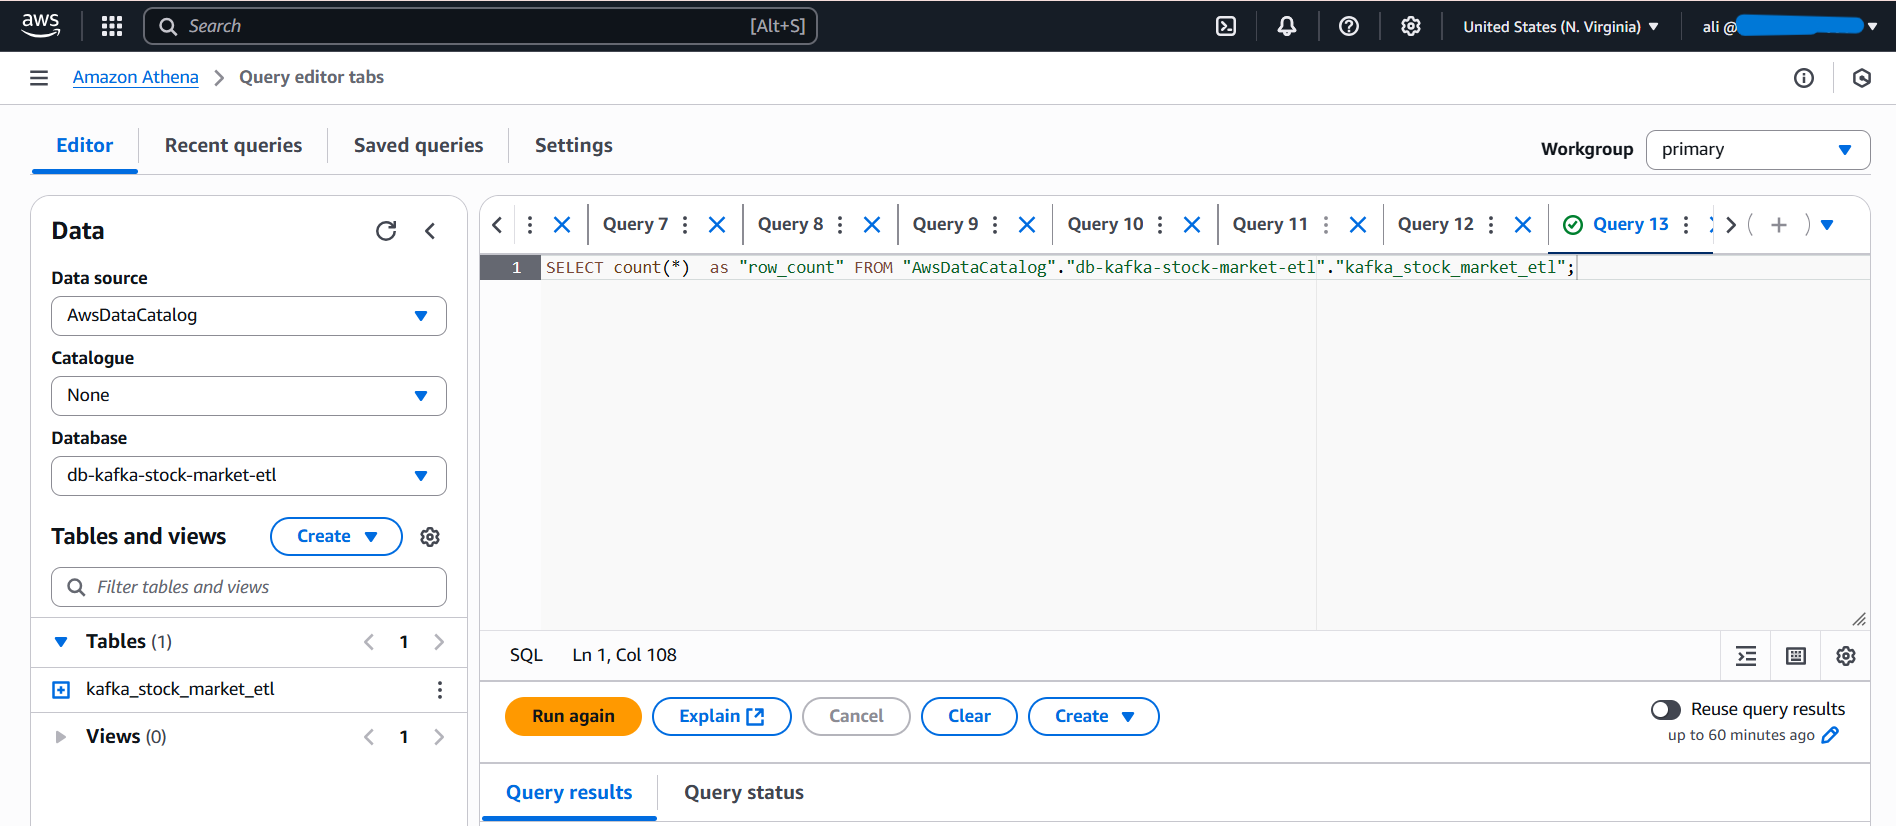 aws
Search [Alt+S] United States (N. Virginia) ali @
Amazon Athena Query editor tabs
Editor Recent queries Saved queries Settings Workgroup primary
Data
Data source
AwsDataCatalog
Catalogue
None
Database
db-kafka-stock-market-etl
Tables and views Create
Filter tables and views
Tables (1) 1
kafka_stock_market_etl
Views (0) 1
Query 7 Query 8 Query 9 Query 10 Query 11 Query 12 Query 13
1 SELECT count(*)  as "row_count" FROM "AwsDataCatalog"."db-kafka-stock-market-etl"."kafka_stock_market_etl";
SQL Ln 1, Col 108
Run again Explain Cancel Clear Create Reuse query results
up to 60 minutes ago
Query results Query status